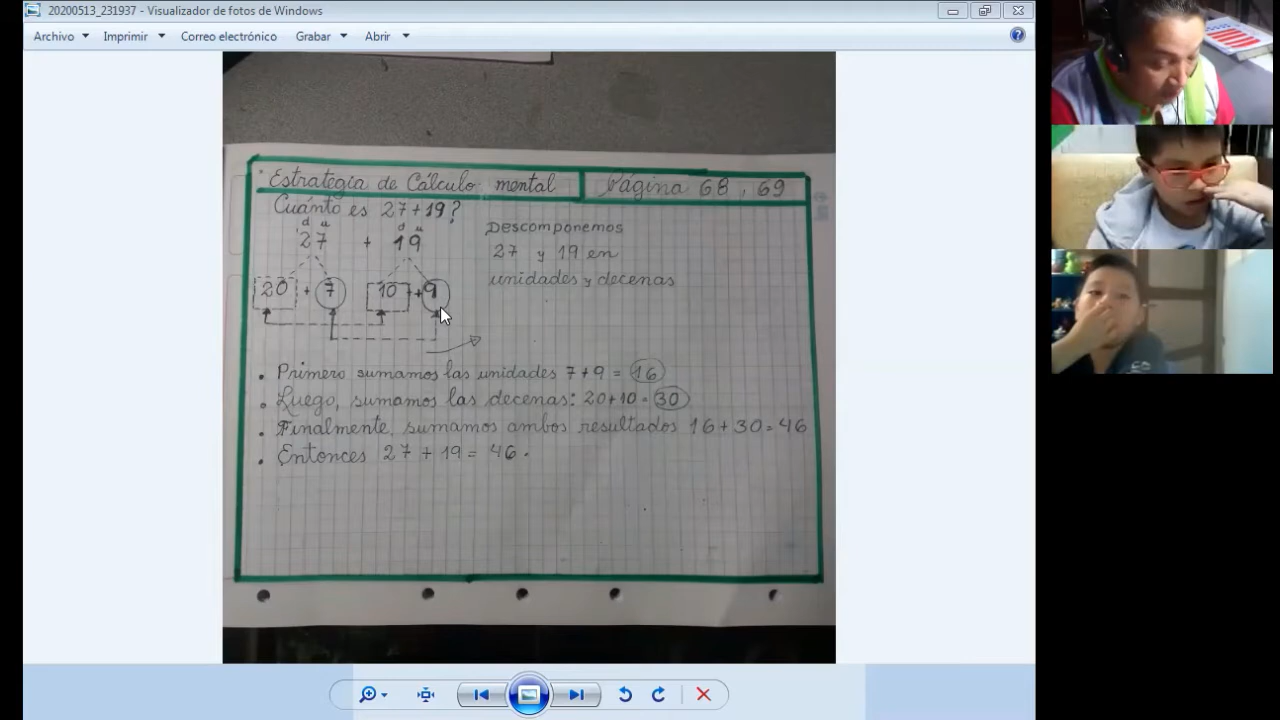 20200513_231937 - Visualizador de fotos de Windows
Archivo Imprimir Correo electrónico Grabar Abrir
Estrategia de Cálculo mental Página 68, 69
Cuánto es 27+19?
d u d u
27 + 19
20 + 7 10 + 9
Descomponemos
27 y 19 en
unidades y decenas
. Primero sumamos las unidades 7+9 = 16
. Luego, sumamos las decenas: 20+10 = 30
. Finalmente, sumamos ambos resultados 16+30=46
. Entonces 27 + 19 = 46.